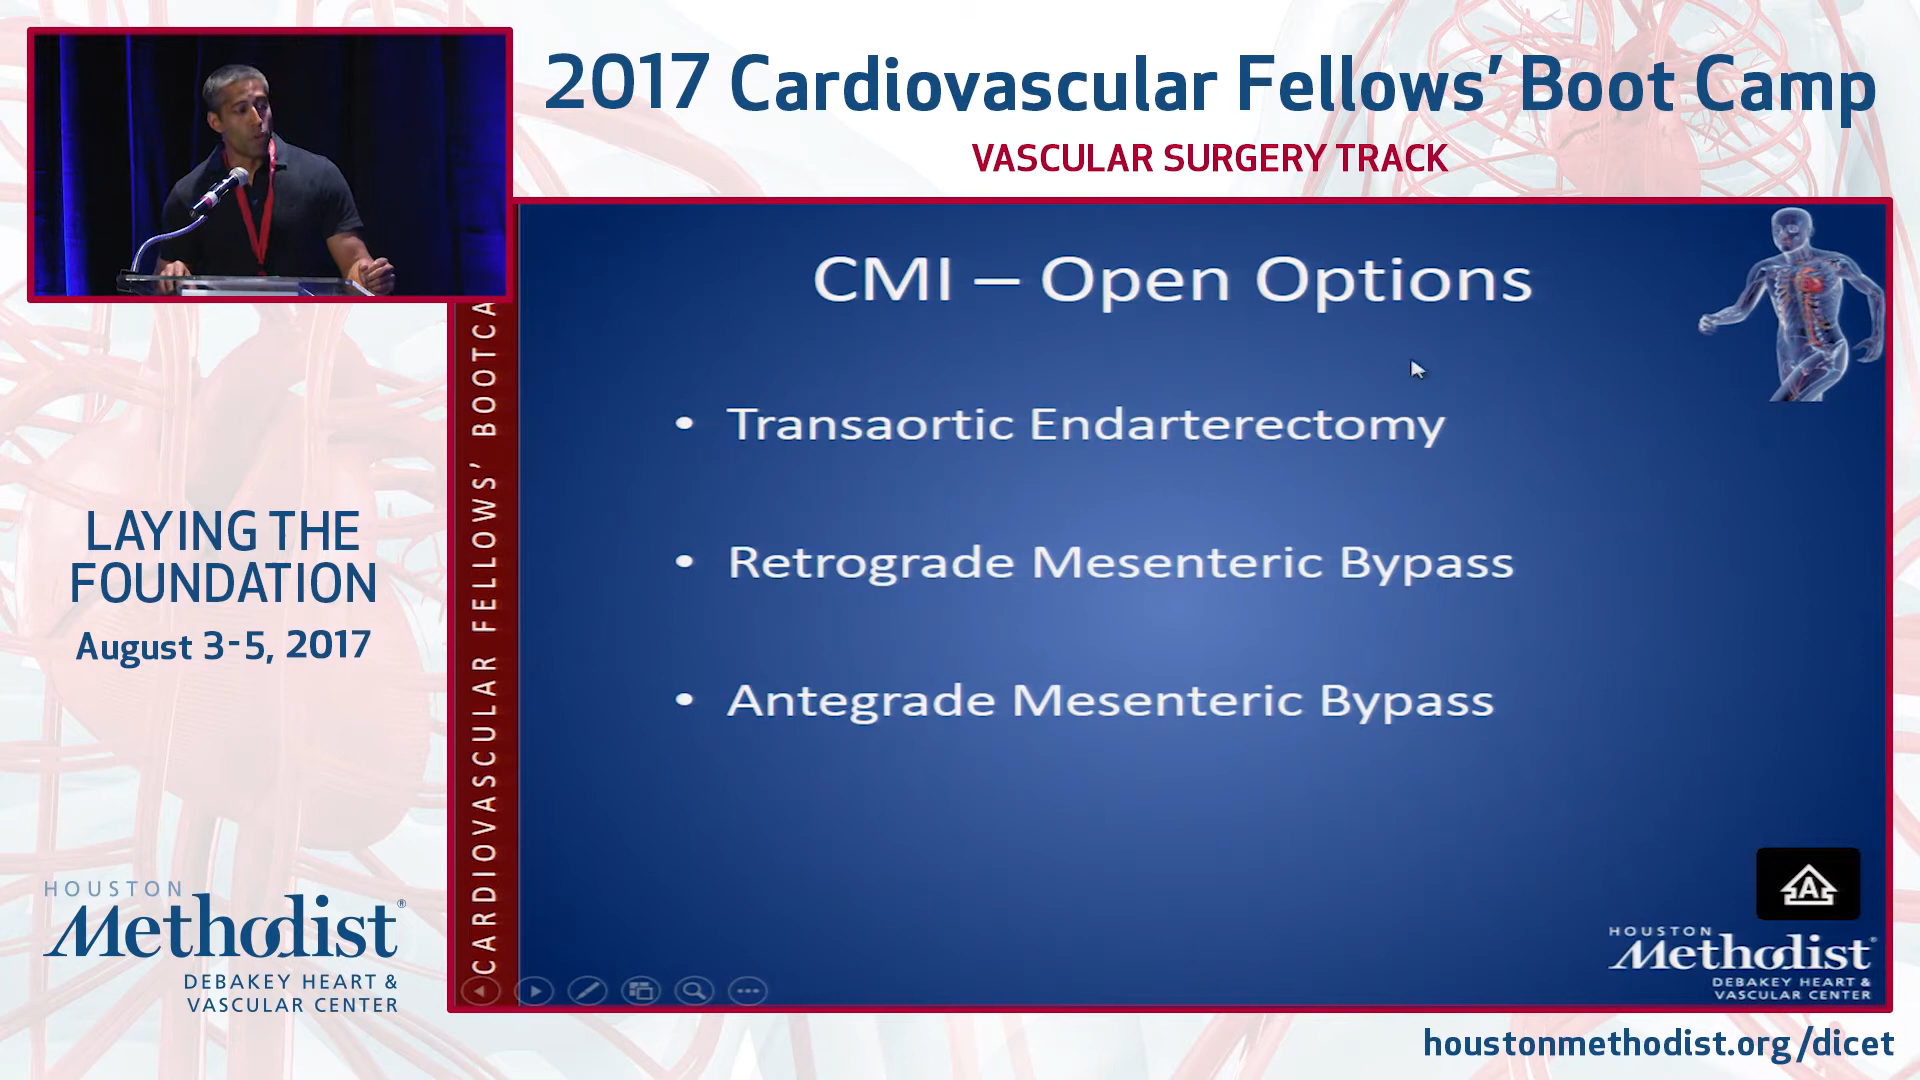 2017 Cardiovascular Fellows' Boot Camp
VASCULAR SURGERY TRACK
CMI – Open Options
• Transaortic Endarterectomy
• Retrograde Mesenteric Bypass
• Antegrade Mesenteric Bypass
CARDIOVASCULAR FELLOWS' BOOTCA
LAYING THE
FOUNDATION
August 3-5, 2017
HOUSTON
Methodist®
DEBAKEY HEART &
VASCULAR CENTER
A
HOUSTON
Methodist®
DEBAKEY HEART &
VASCULAR CENTER
houstonmethodist.org/dicet